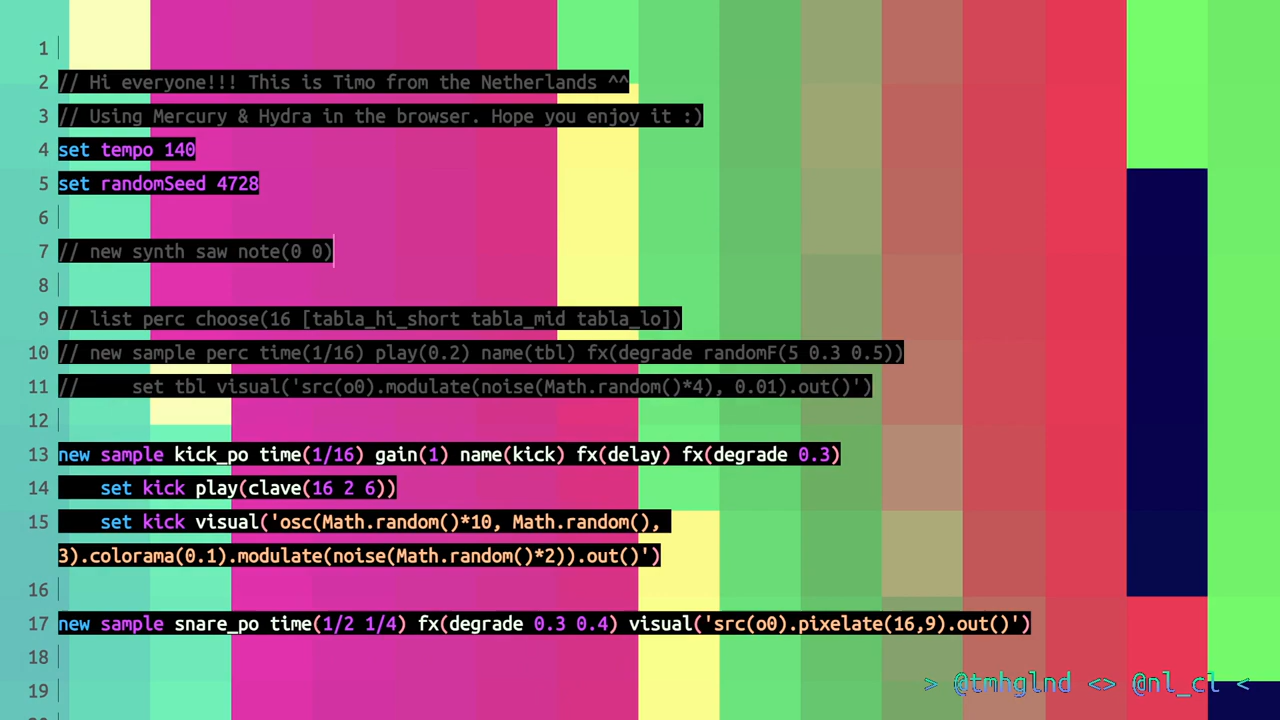 1
2 // Hi everyone!!! This is Timo from the Netherlands ^^
3 // Using Mercury & Hydra in the browser. Hope you enjoy it :)
4 set tempo 140
5 set randomSeed 4728
6
7 // new synth saw note(0 0)
8
9 // list perc choose(16 [tabla_hi_short tabla_mid tabla_lo])
10 // new sample perc time(1/16) play(0.2) name(tbl) fx(degrade randomF(5 0.3 0.5))
11 //     set tbl visual('src(o0).modulate(noise(Math.random()*4), 0.01).out()')
12
13 new sample kick_po time(1/16) gain(1) name(kick) fx(delay) fx(degrade 0.3)
14     set kick play(clave(16 2 6))
15     set kick visual('osc(Math.random()*10, Math.random(),
3).colorama(0.1).modulate(noise(Math.random()*2)).out()')
16
17 new sample snare_po time(1/2 1/4) fx(degrade 0.3 0.4) visual('src(o0).pixelate(16,9).out()')
18
19
> @tmhglnd <> @nl_cl <